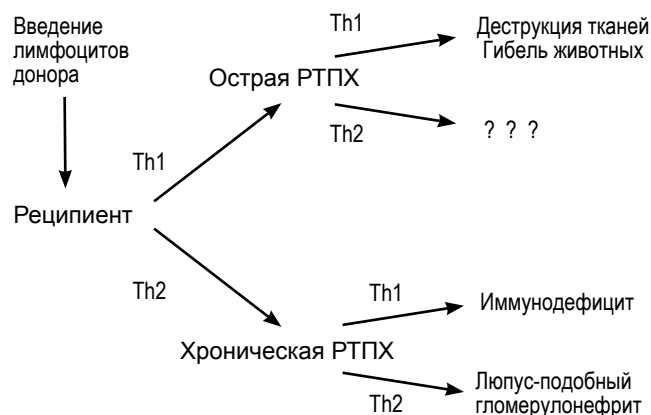 Введение
лимфоцитов
донора
Th1
Деструкция тканей
Гибель животных
Острая РТПХ
Th2
? ? ?
Th1
Реципиент
Th2
Th1
Иммунодефицит
Хроническая РТПХ
Th2
Люпус-подобный
гломерулонефрит